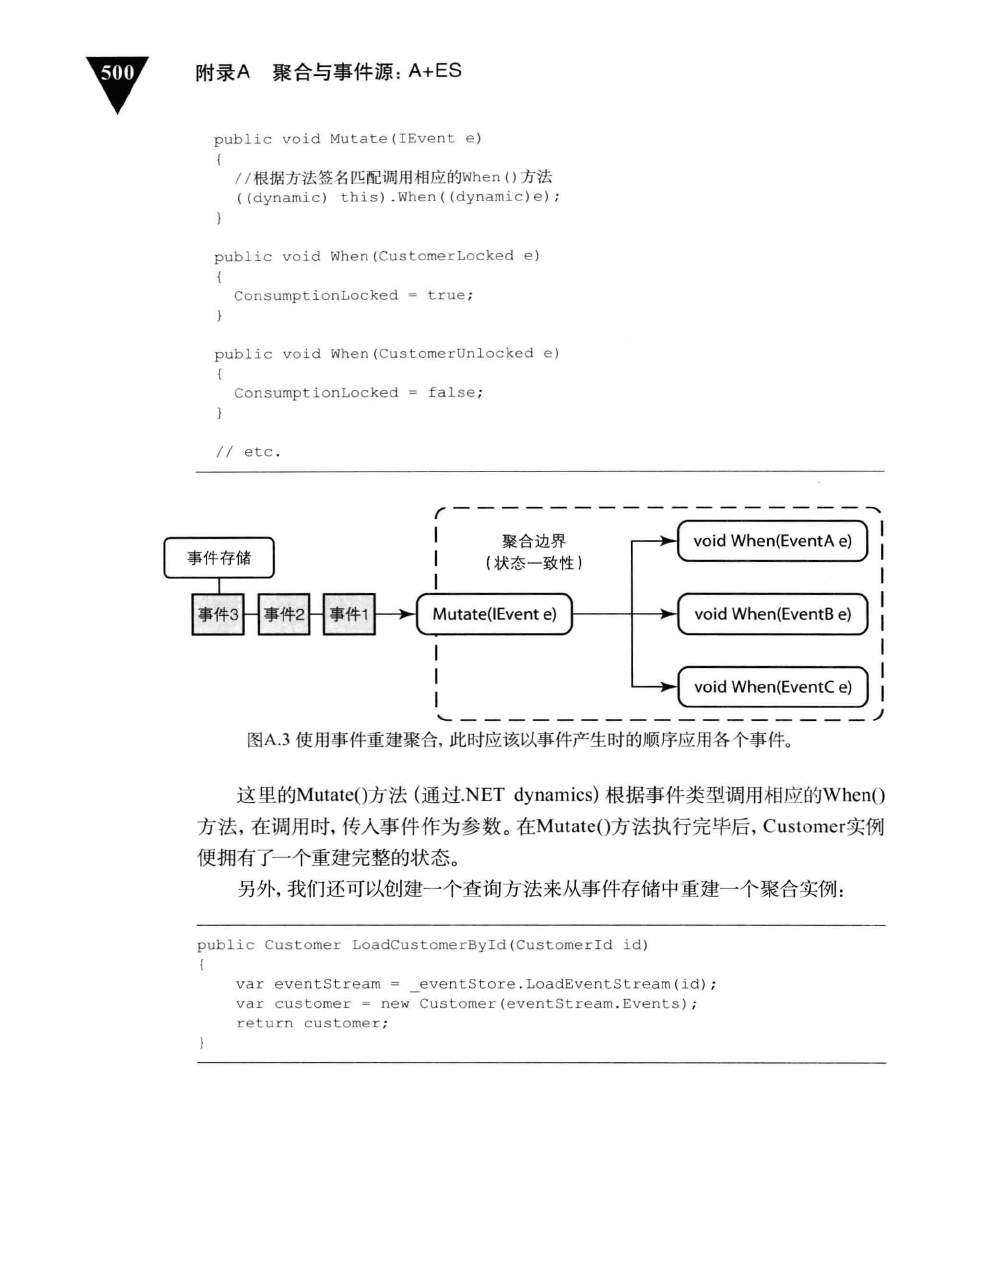 500
附录A 聚合与事件源：A+ES
public void Mutate(IEvent e)
{
//根据方法签名匹配调用相应的When()方法
((dynamic) this).When((dynamic)e);
}
public void When(CustomerLocked e)
{
ConsumptionLocked = true;
}
public void When(CustomerUnlocked e)
{
ConsumptionLocked = false;
}
// etc.
事件存储
事件3
事件2
事件1
Mutate(IEvent e)
聚合边界
(状态一致性)
void When(EventA e)
void When(EventB e)
void When(EventC e)
图A.3 使用事件重建聚合，此时应该以事件产生时的顺序应用各个事件。
这里的Mutate()方法（通过.NET dynamics）根据事件类型调用相应的When()
方法，在调用时，传入事件作为参数。在Mutate()方法执行完毕后，Customer实例
便拥有了一个重建完整的状态。
另外，我们还可以创建一个查询方法来从事件存储中重建一个聚合实例：
public Customer LoadCustomerById(CustomerId id)
{
var eventStream = _eventStore.LoadEventStream(id);
var customer = new Customer(eventStream.Events);
return customer;
}